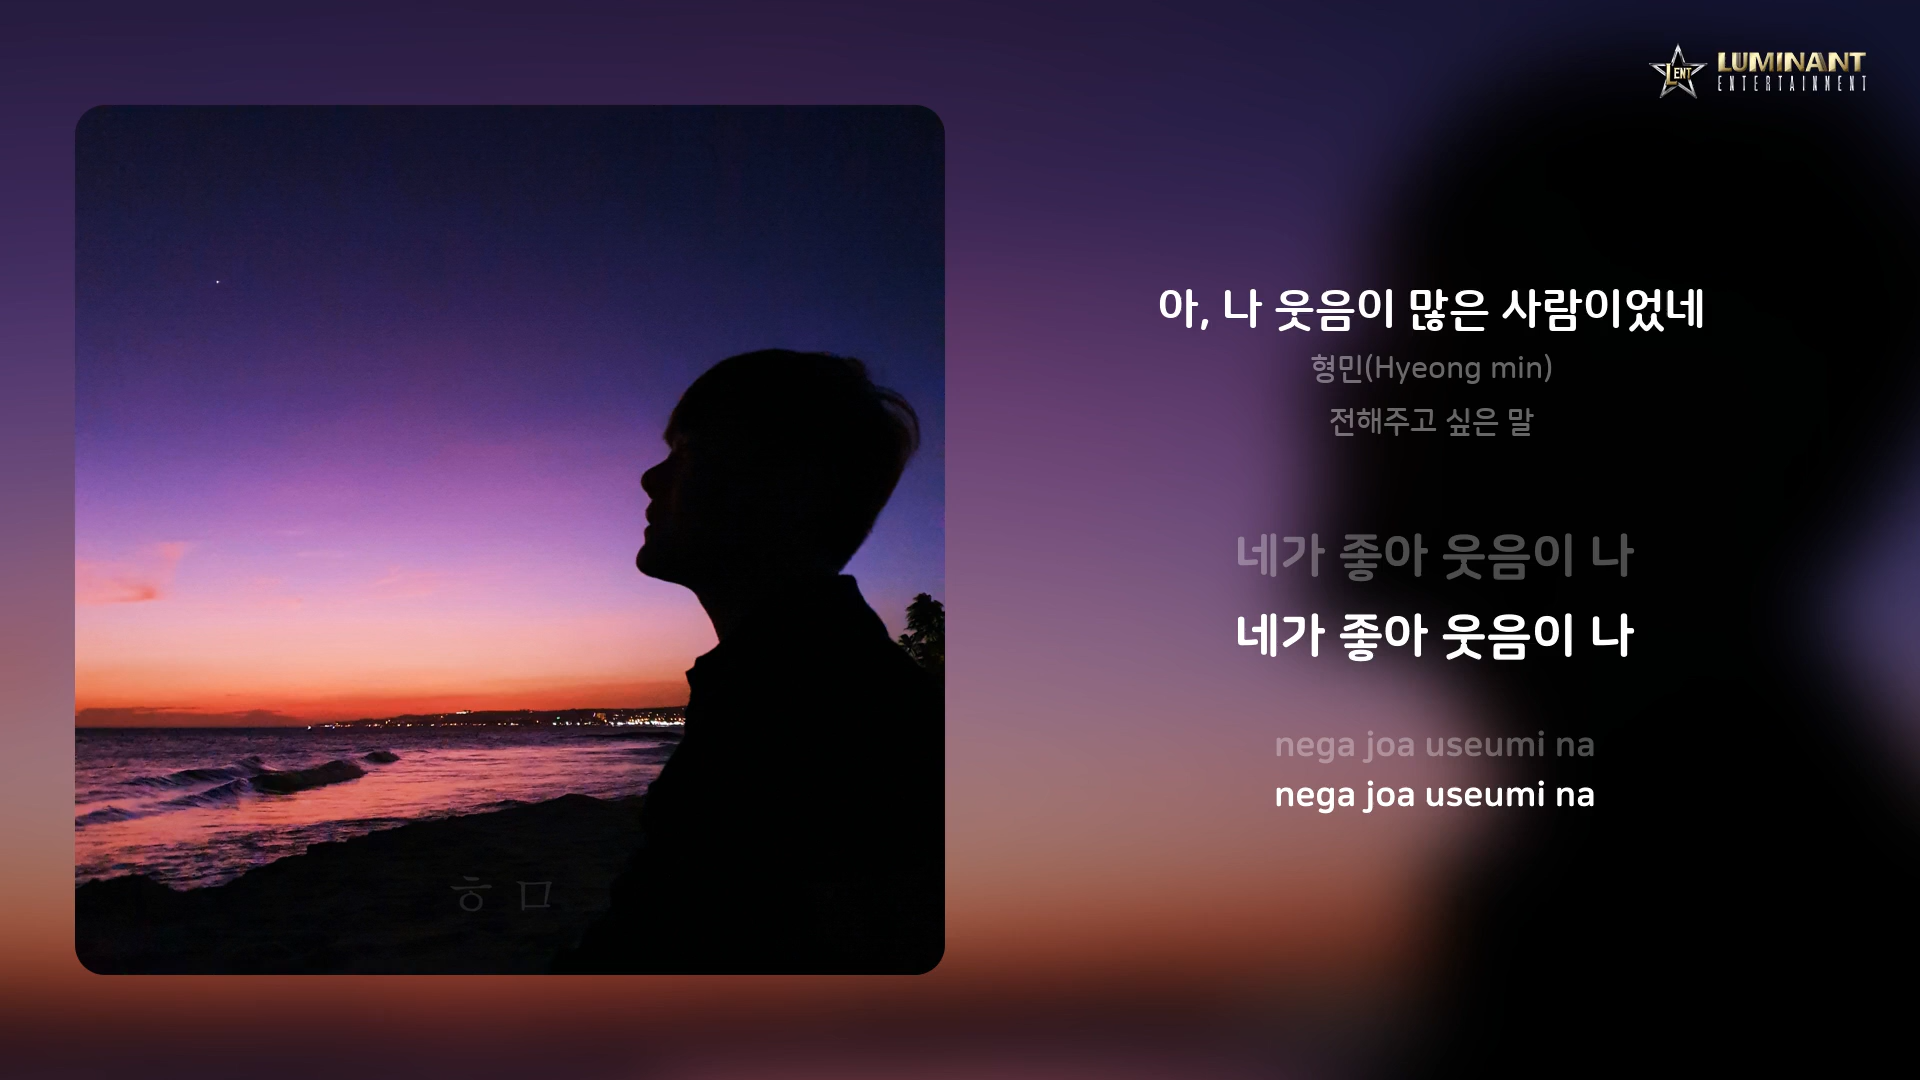 LENT
LUMINANT
ENTERTAINMENT
아, 나 웃음이 많은 사람이었네
형민(Hyeong min)
전해주고 싶은 말
네가 좋아 웃음이 나
네가 좋아 웃음이 나
nega joa useumi na
nega joa useumi na
ㅎ ㅁ